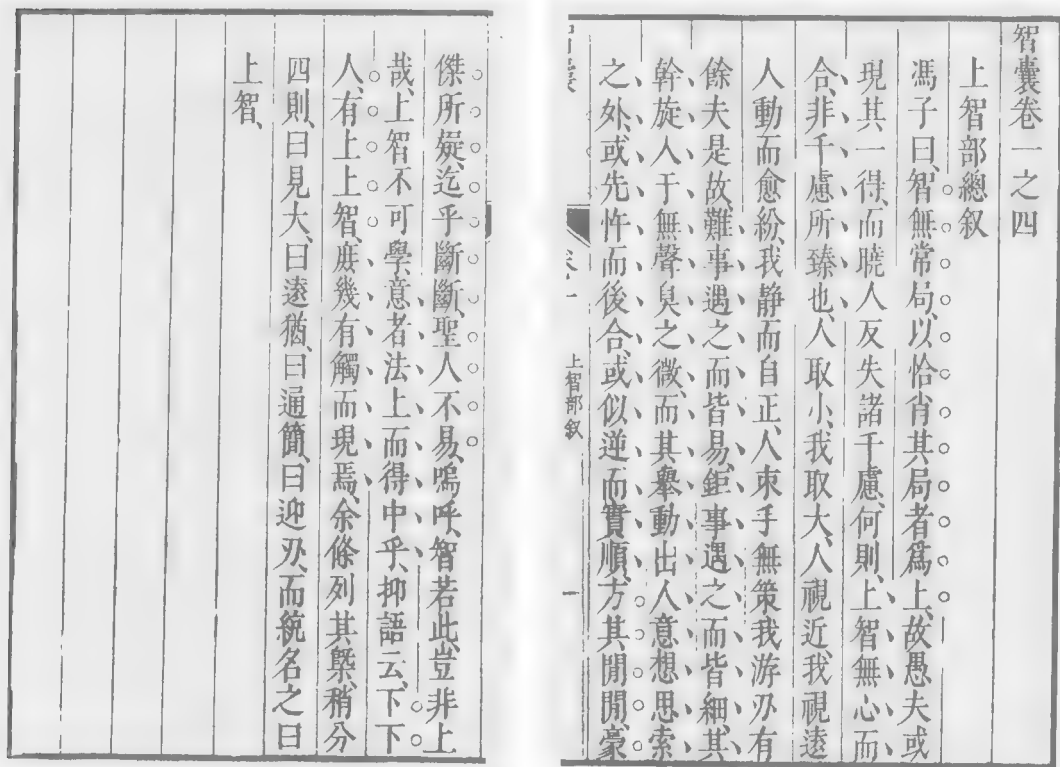 智囊卷一之四
上智部總叙
馮子曰、智無常局、以恰肖其局者爲上、故愚夫或
現其一得、而曉人反失諸千慮、何則、上智無心而
合、非千慮所臻也、人取小、我取大、人視近、我視遠、
人動而愈紛、我静而自正、人束手無策、我游刃有
餘、夫是故、難事遇之而皆易、鉅事遇之而皆細、其
斡旋入于無聲臭之微、而其舉動出人意想思索
之外、或先忤而後合、或似逆而實順、方其閒閒、豪
卷一
上智部叙
一
傑所疑、迄乎斷斷、聖人不易、嗚呼、智若此、豈非上
哉、上智不可學、意者法上而得中乎、抑語云、下下
人、有上上智、庶幾有觸而現焉、余條列其槩、稍分
四則、曰見大、曰遠猶、曰通簡、曰迎刃、而統名之曰
上智、